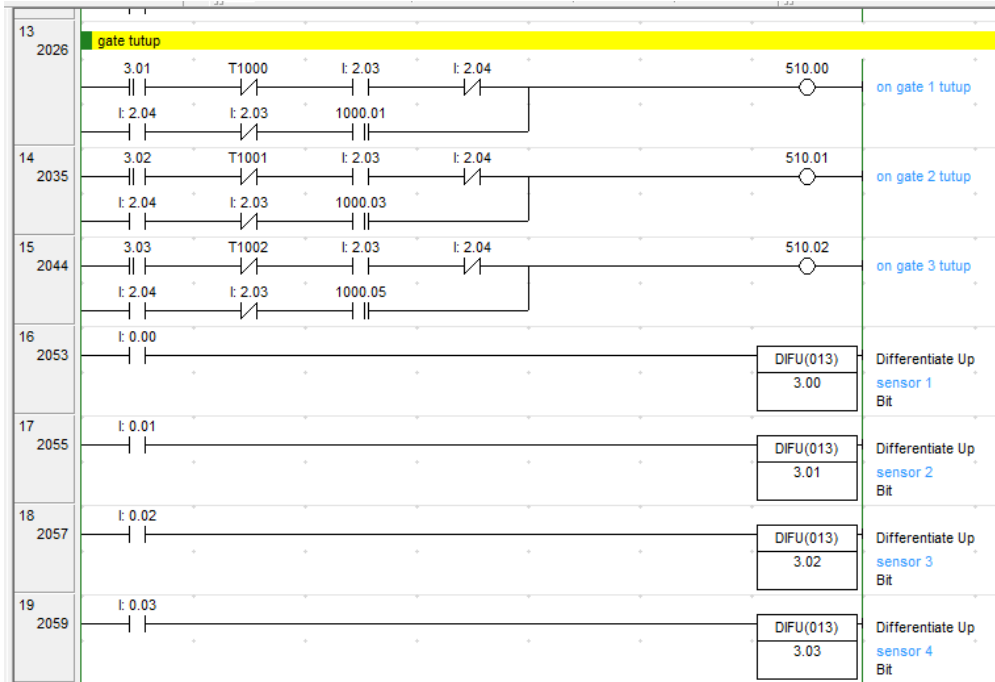 13
2026
gate tutup
3.01 T1000 I: 2.03 I: 2.04 510.00
on gate 1 tutup
I: 2.04 I: 2.03 1000.01
14
2035
3.02 T1001 I: 2.03 I: 2.04 510.01
on gate 2 tutup
I: 2.04 I: 2.03 1000.03
15
2044
3.03 T1002 I: 2.03 I: 2.04 510.02
on gate 3 tutup
I: 2.04 I: 2.03 1000.05
16
2053
I: 0.00
DIFU(013) Differentiate Up
3.00 sensor 1
Bit
17
2055
I: 0.01
DIFU(013) Differentiate Up
3.01 sensor 2
Bit
18
2057
I: 0.02
DIFU(013) Differentiate Up
3.02 sensor 3
Bit
19
2059
I: 0.03
DIFU(013) Differentiate Up
3.03 sensor 4
Bit